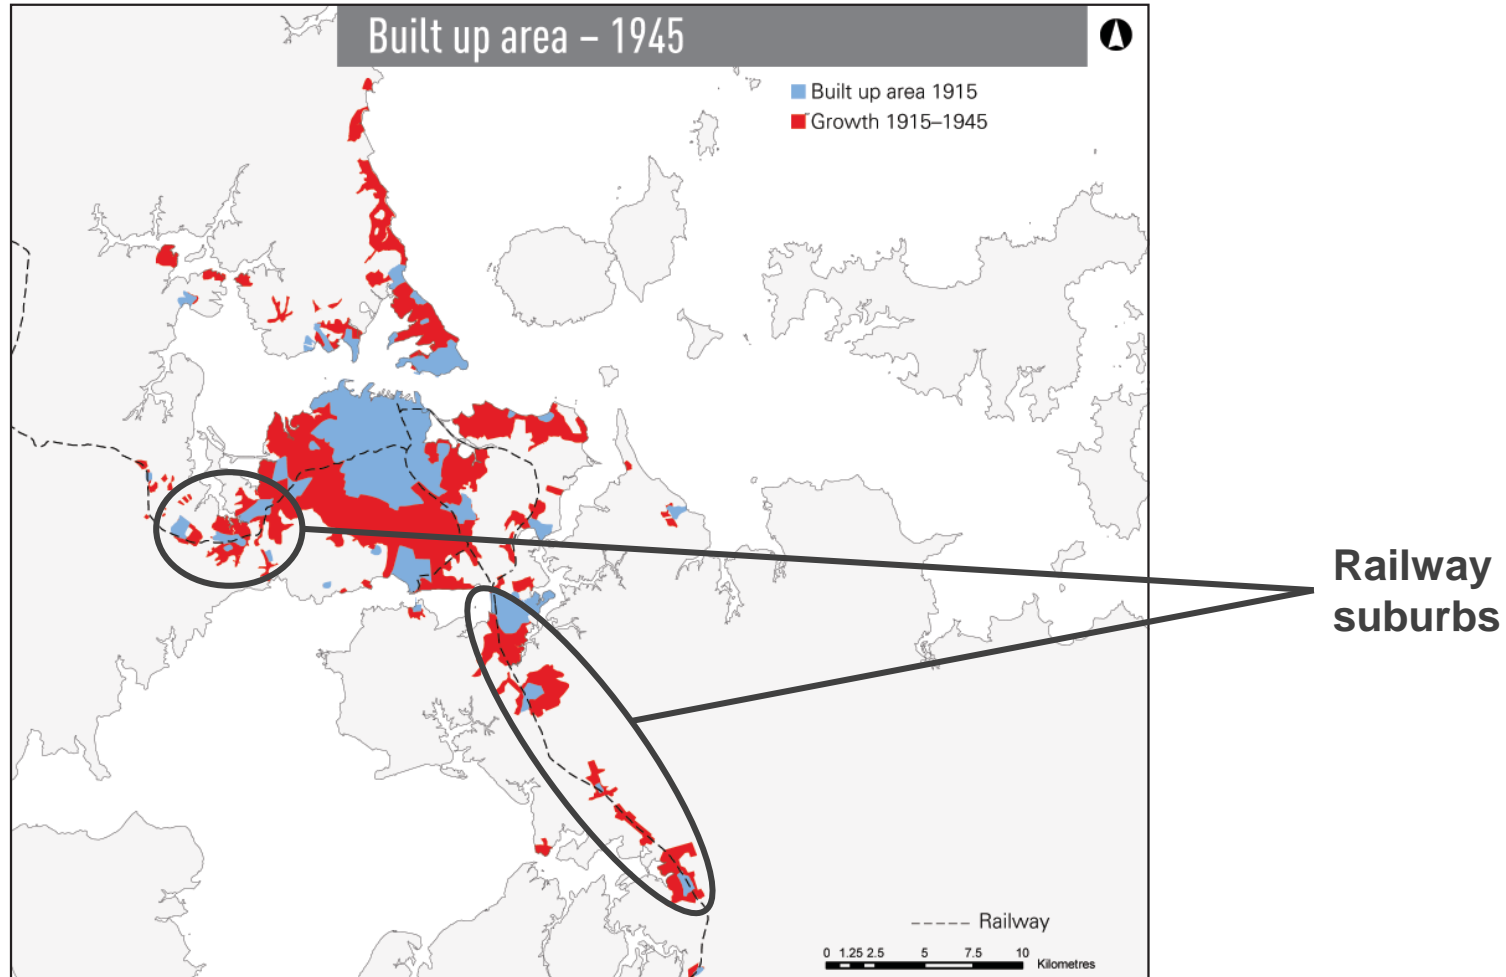 Built up area – 1945
Built up area 1915
Growth 1915–1945
Railway
suburbs
Railway
0 1.25 2.5 5 7.5 10
Kilometres